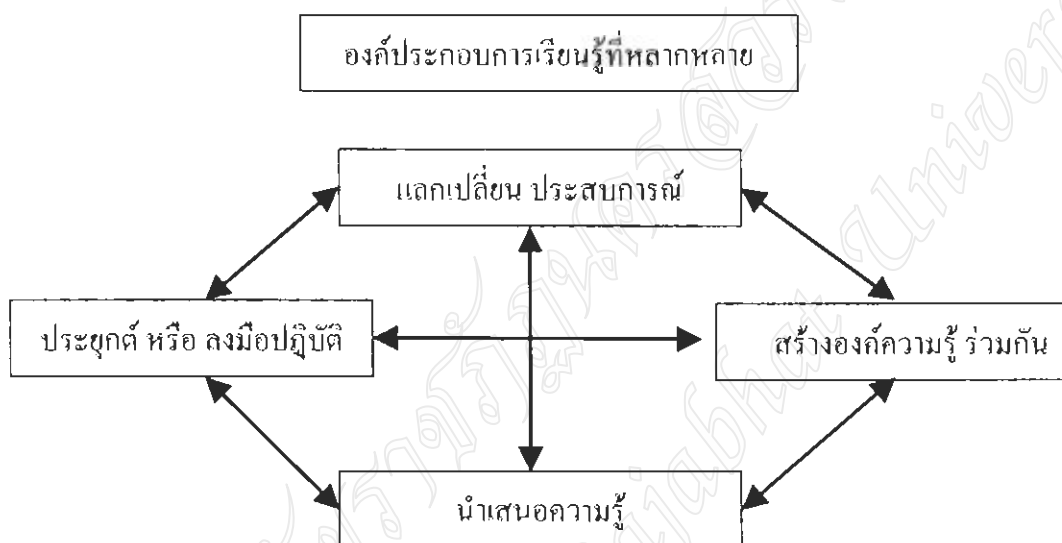 องค์ประกอบการเรียนรู้ที่หลากหลาย
แลกเปลี่ยน ประสบการณ์
ประยุกต์ หรือ ลงมือปฏิบัติ
สร้างองค์ความรู้ ร่วมกัน
นำเสนอความรู้